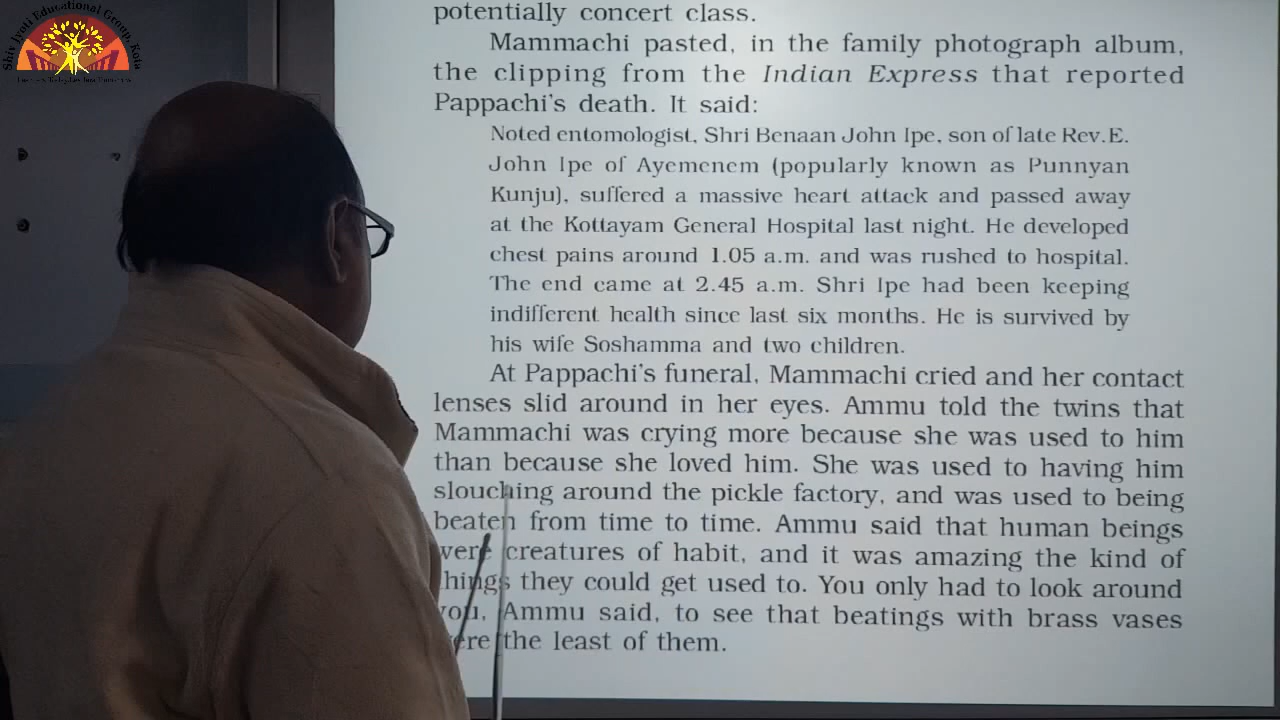 Shiv Jyoti Educational Group, Kota
potentially concert class.
Mammachi pasted, in the family photograph album,
the clipping from the Indian Express that reported
Pappachi's death. It said:
Noted entomologist, Shri Benaan John Ipe, son of late Rev.E.
John Ipe of Ayemenem (popularly known as Punnyan
Kunju), suffered a massive heart attack and passed away
at the Kottayam General Hospital last night. He developed
chest pains around 1.05 a.m. and was rushed to hospital.
The end came at 2.45 a.m. Shri Ipe had been keeping
indifferent health since last six months. He is survived by
his wife Soshamma and two children.
At Pappachi's funeral, Mammachi cried and her contact
lenses slid around in her eyes. Ammu told the twins that
Mammachi was crying more because she was used to him
than because she loved him. She was used to having him
slouching around the pickle factory, and was used to being
beaten from time to time. Ammu said that human beings
were creatures of habit, and it was amazing the kind of
things they could get used to. You only had to look around
you, Ammu said, to see that beatings with brass vases
were the least of them.